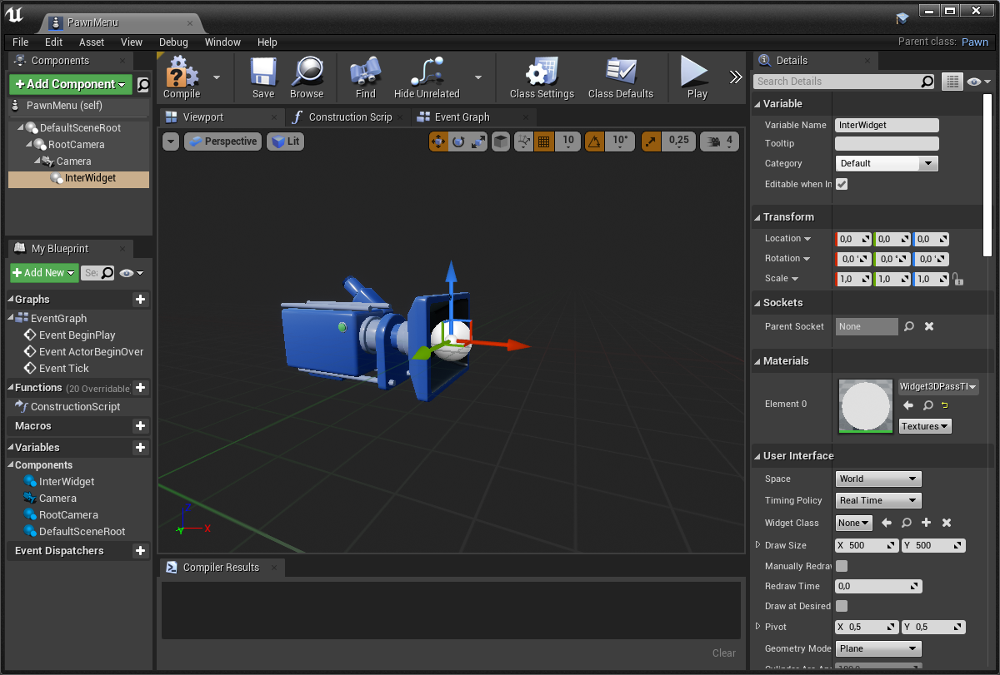 PawnMenu
File Edit Asset View Debug Window Help
Parent class: Pawn
Components
Add Component
PawnMenu (self)
DefaultSceneRoot
RootCamera
Camera
InterWidget
My Blueprint
Add New
Graphs
EventGraph
Event BeginPlay
Event ActorBeginOver
Event Tick
Functions (20 Overridable
ConstructionScript
Macros
Variables
Components
InterWidget
Camera
RootCamera
DefaultSceneRoot
Event Dispatchers
Compile Save Browse Find Hide Unrelated Class Settings Class Defaults Play
Viewport Construction Scrip Event Graph
Perspective Lit 10 10° 0,25 4
X
Compiler Results
Clear
Details
Search Details
Variable
Variable Name InterWidget
Tooltip
Category Default
Editable when In
Transform
Location 0,0 0,0 0,0
Rotation 0,0 ° 0,0 ° 0,0 °
Scale 1,0 1,0 1,0
Sockets
Parent Socket None
Materials
Element 0 Widget3DPassTl
Textures
User Interface
Space World
Timing Policy Real Time
Widget Class None
Draw Size X 500 Y 500
Manually Redraw
Redraw Time 0,0
Draw at Desired
Pivot X 0,5 Y 0,5
Geometry Mode Plane